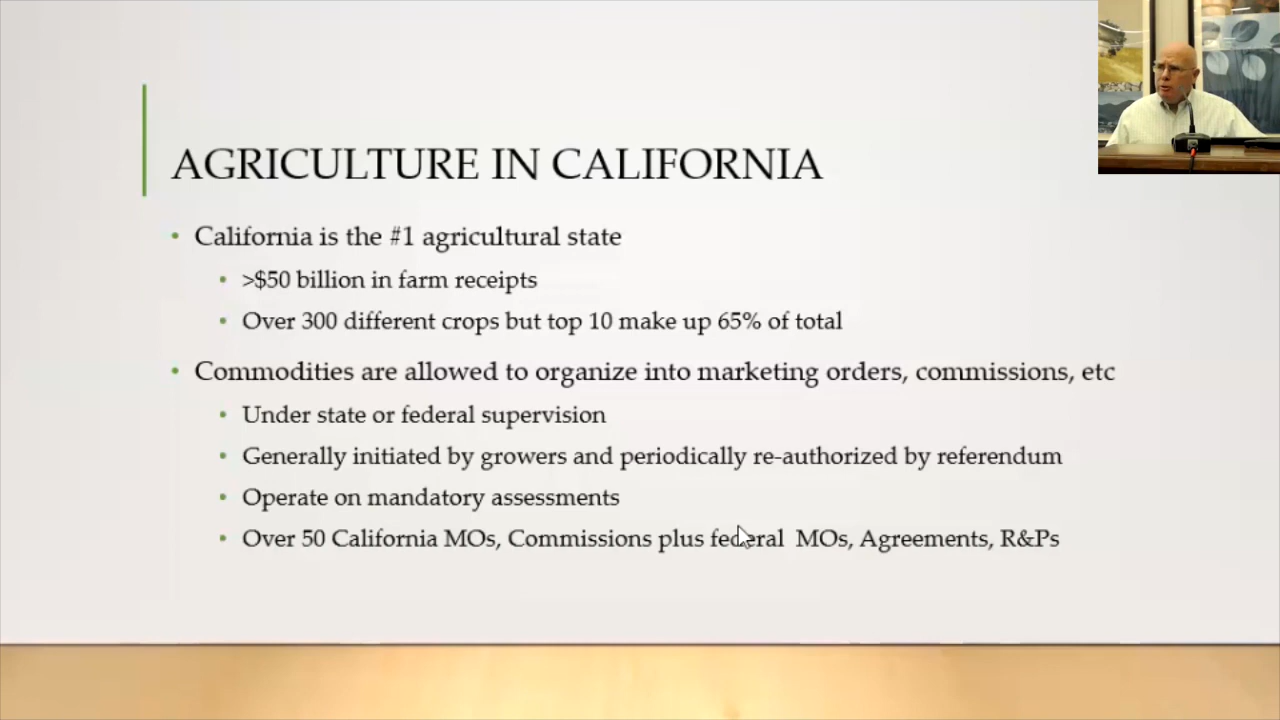 AGRICULTURE IN CALIFORNIA
• California is the #1 agricultural state
• >$50 billion in farm receipts
• Over 300 different crops but top 10 make up 65% of total
• Commodities are allowed to organize into marketing orders, commissions, etc
• Under state or federal supervision
• Generally initiated by growers and periodically re-authorized by referendum
• Operate on mandatory assessments
• Over 50 California MOs, Commissions plus federal MOs, Agreements, R&Ps